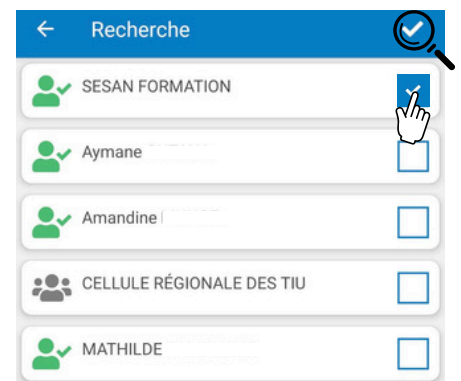 Recherche
SESAN FORMATION
Aymane
Amandine
CELLULE RÉGIONALE DES TIU
MATHILDE